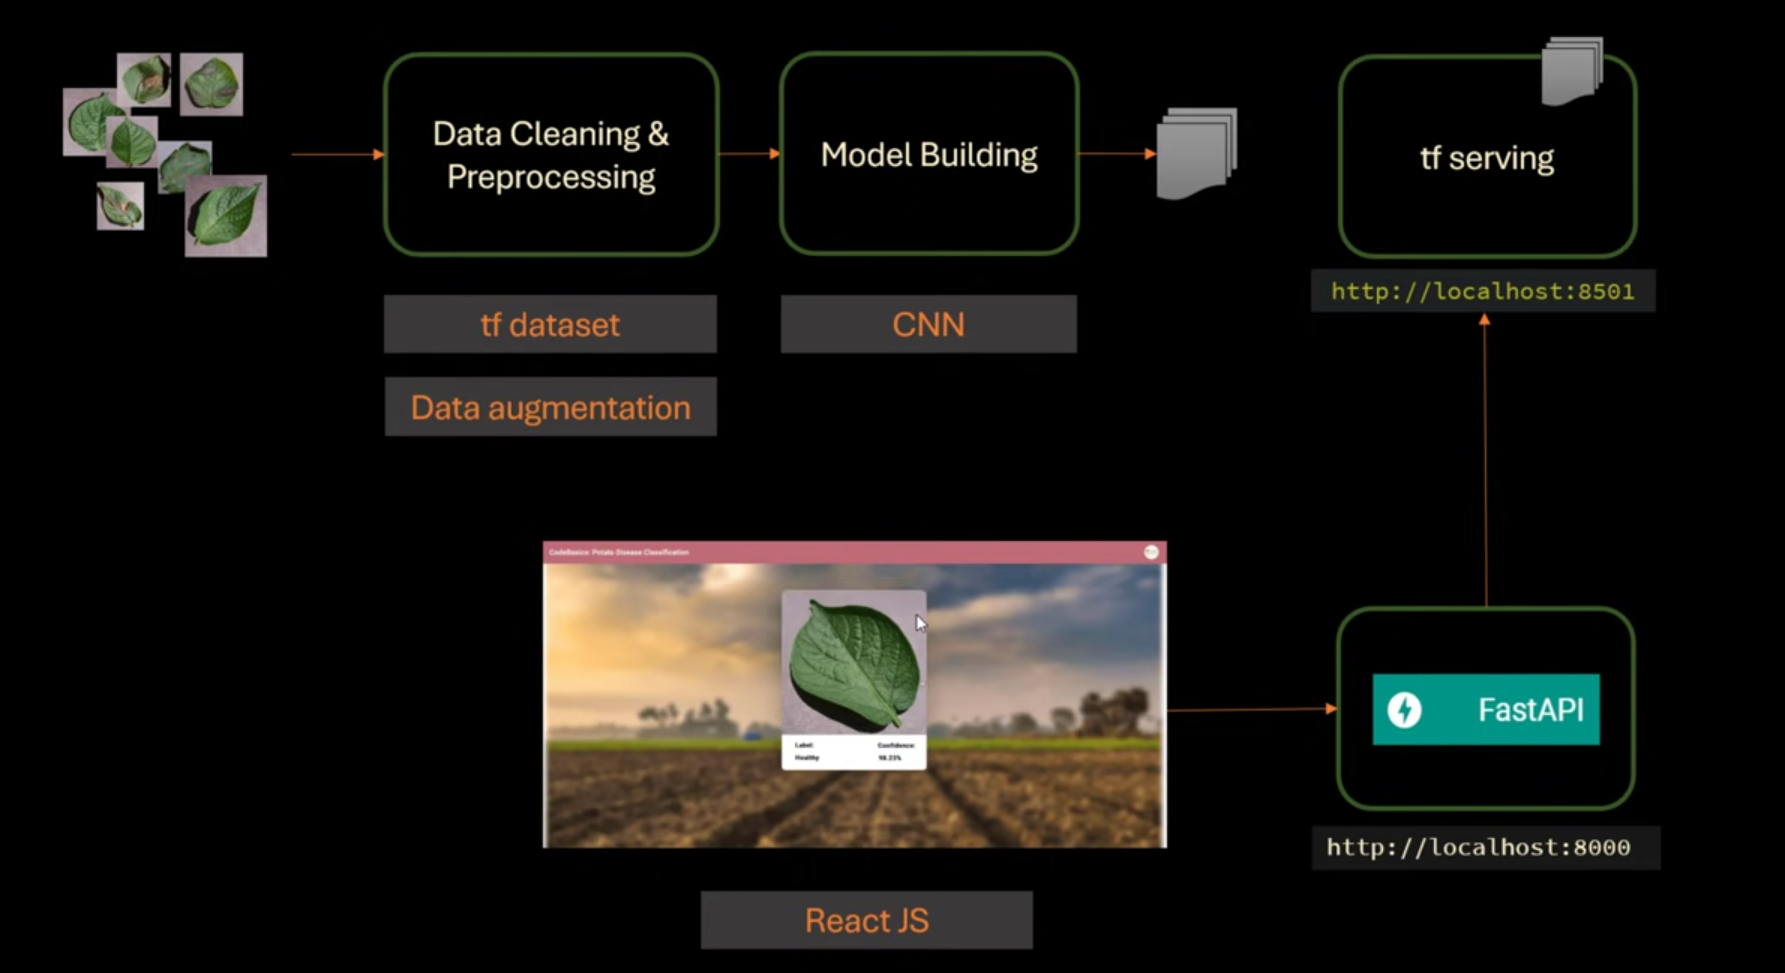 Data Cleaning &
Preprocessing
Model Building
tf serving
http://localhost:8501
tf dataset
CNN
Data augmentation
CodeBasics: Potato Disease Classification
Label:
Confidence:
Healthy
98.23%
FastAPI
http://localhost:8000
React JS